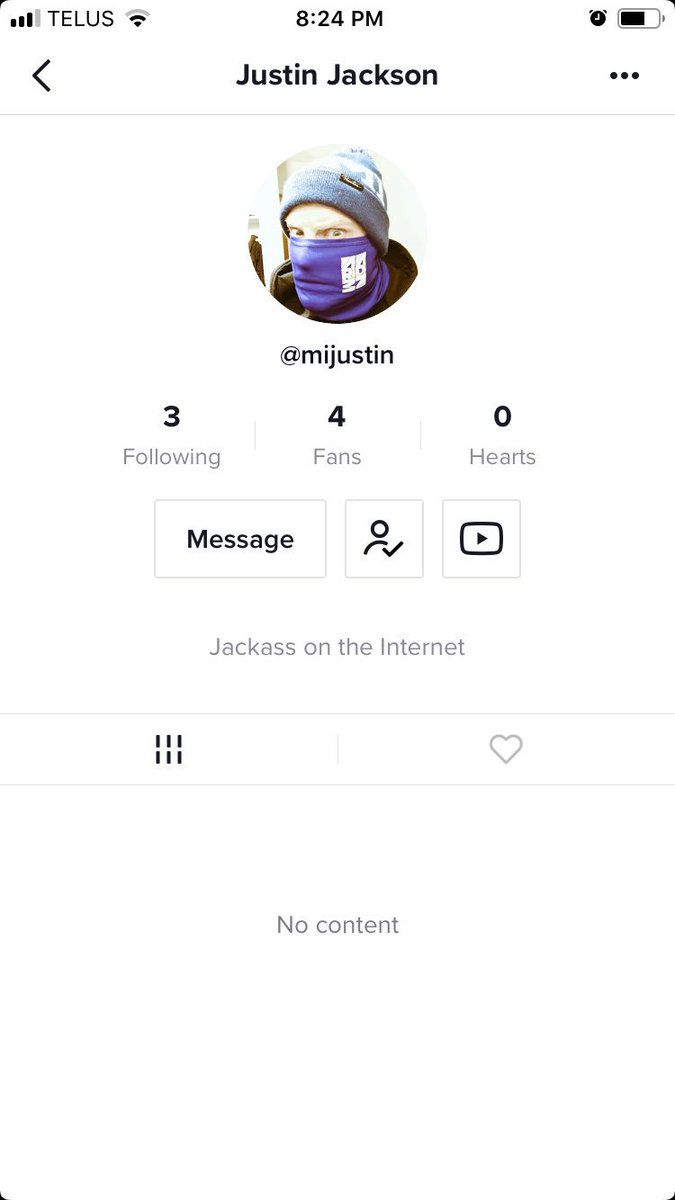 TELUS 8:24 PM
Justin Jackson
@mijustin
3 4 0
Following Fans Hearts
Message
Jackass on the Internet
No content